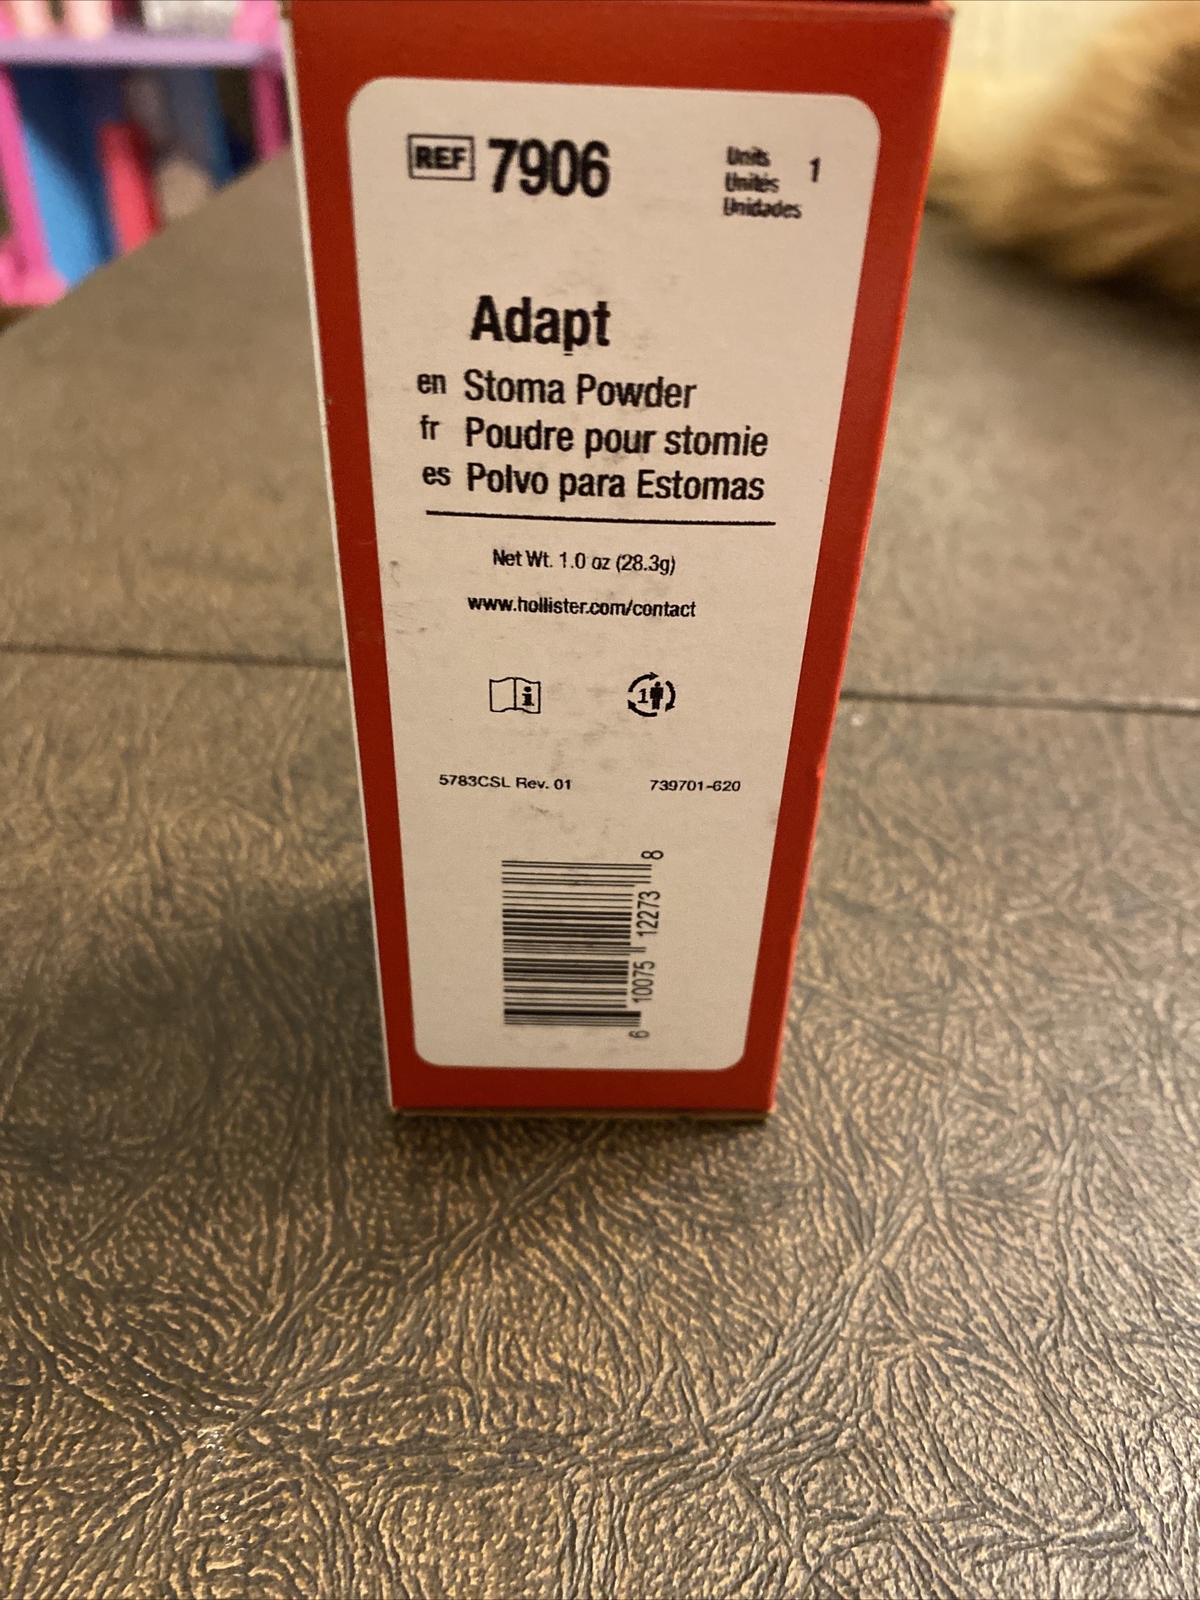 REF 7906
Units 1
Unités
Unidades
Adapt
en Stoma Powder
fr Poudre pour stomie
es Polvo para Estomas
Net Wt. 1.0 oz (28.3g)
www.hollister.com/contact
i
1
5783CSL Rev. 01 739701-620
6 10075 12273 8